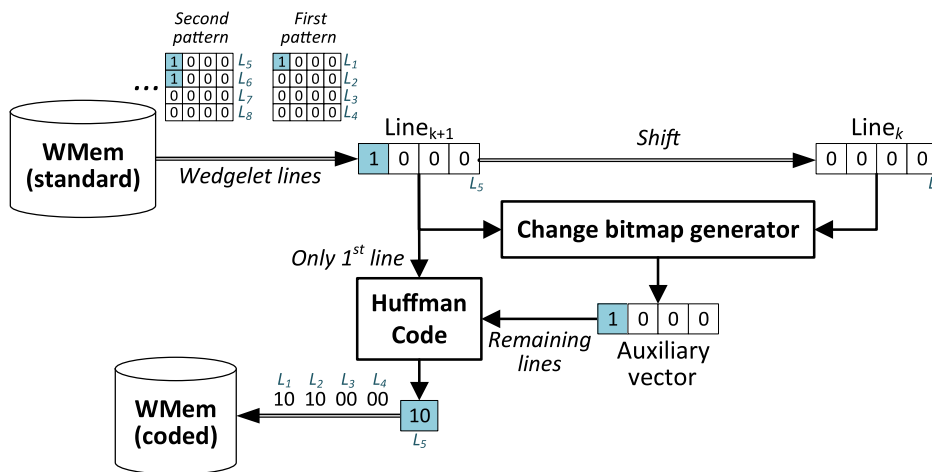 Second pattern
First pattern
1 0 0 0 L5
1 0 0 0 L6
0 0 0 0 L7
0 0 0 0 L8
1 0 0 0 L1
0 0 0 0 L2
0 0 0 0 L3
0 0 0 0 L4
...
WMem
(standard)
Wedgelet lines
Linek+1
1 0 0 0
L5
Shift
Linek
0 0 0 0
L
Change bitmap generator
Only 1st line
Huffman
Code
Remaining
lines
1 0 0 0
Auxiliary
vector
L1 L2 L3 L4
10 10 00 00
10
L5
WMem
(coded)